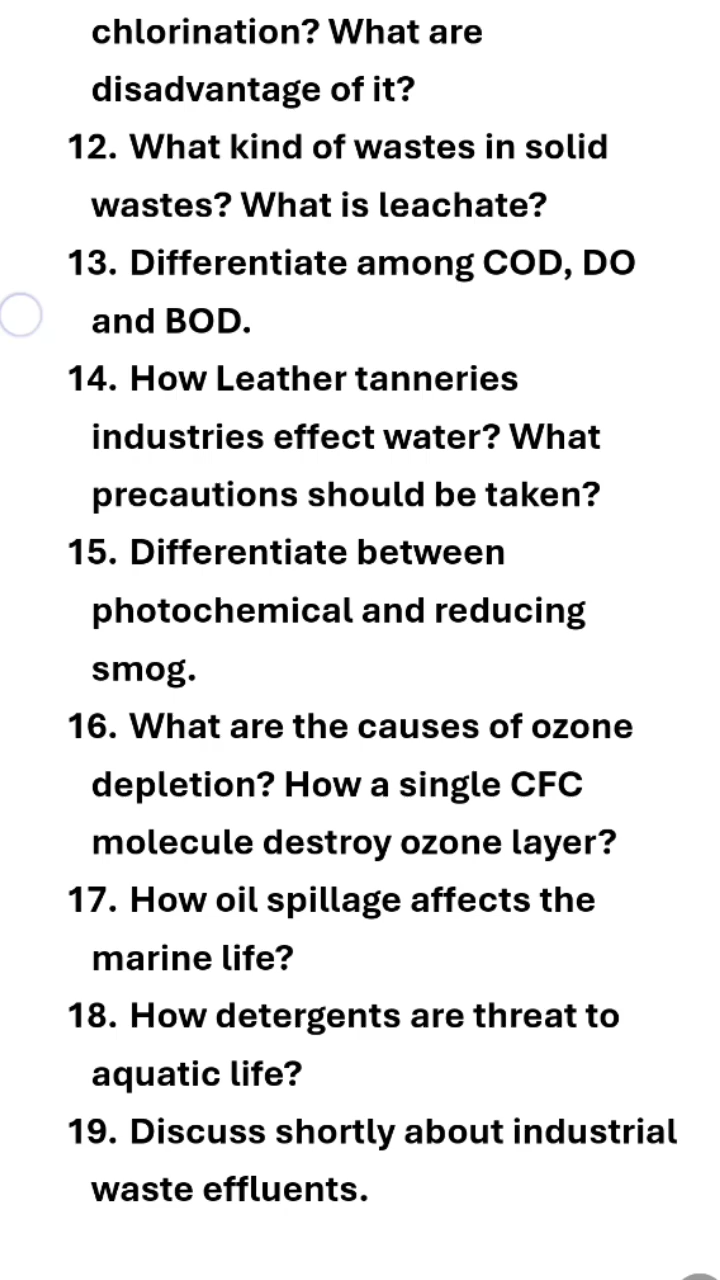 chlorination? What are
disadvantage of it?
12. What kind of wastes in solid
wastes? What is leachate?
13. Differentiate among COD, DO
and BOD.
14. How Leather tanneries
industries effect water? What
precautions should be taken?
15. Differentiate between
photochemical and reducing
smog.
16. What are the causes of ozone
depletion? How a single CFC
molecule destroy ozone layer?
17. How oil spillage affects the
marine life?
18. How detergents are threat to
aquatic life?
19. Discuss shortly about industrial
waste effluents.